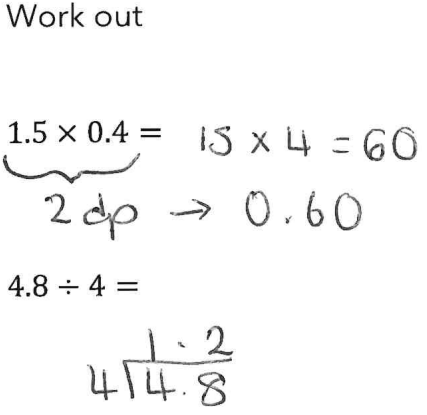 Work out
1.5 × 0.4 = 15 × 4 = 60
2 dp → 0.60
4.8 ÷ 4 =
1.2
4 4.8